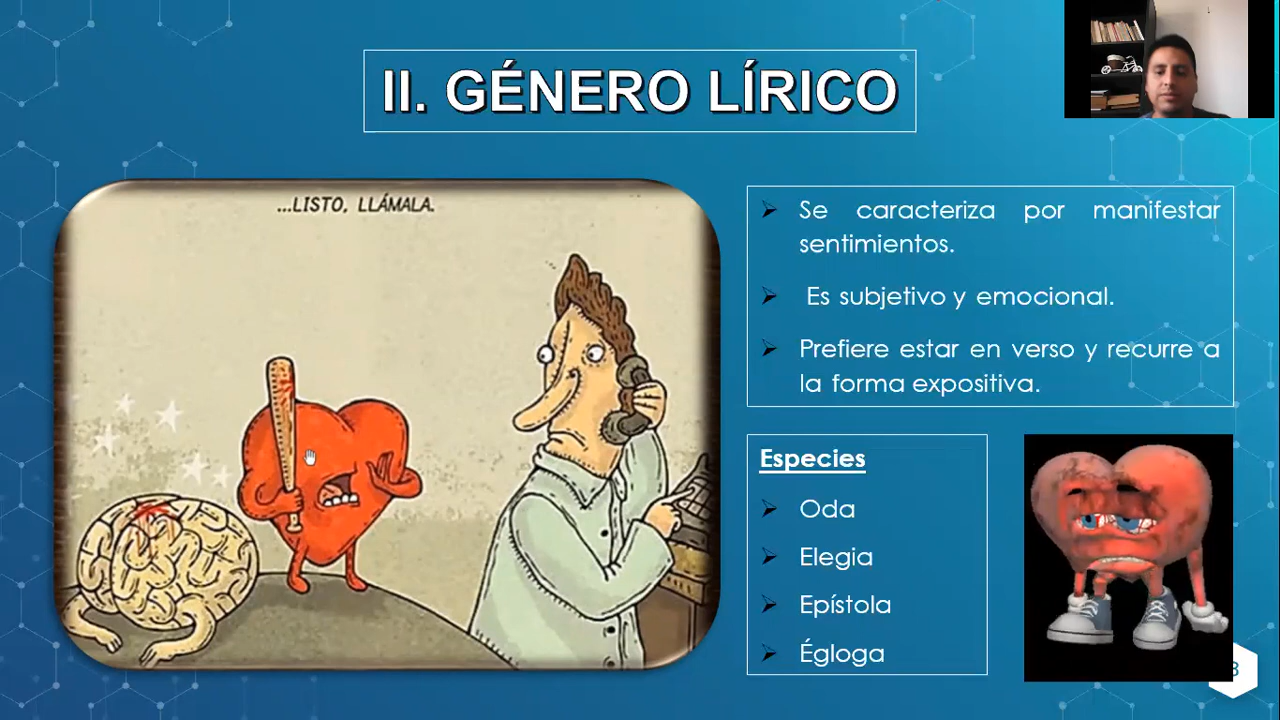 II. GÉNERO LÍRICO
...LISTO, LLÁMALA.
Se caracteriza por manifestar
sentimientos.
Es subjetivo y emocional.
Prefiere estar en verso y recurre a
la forma expositiva.
Especies
Oda
Elegia
Epístola
Égloga